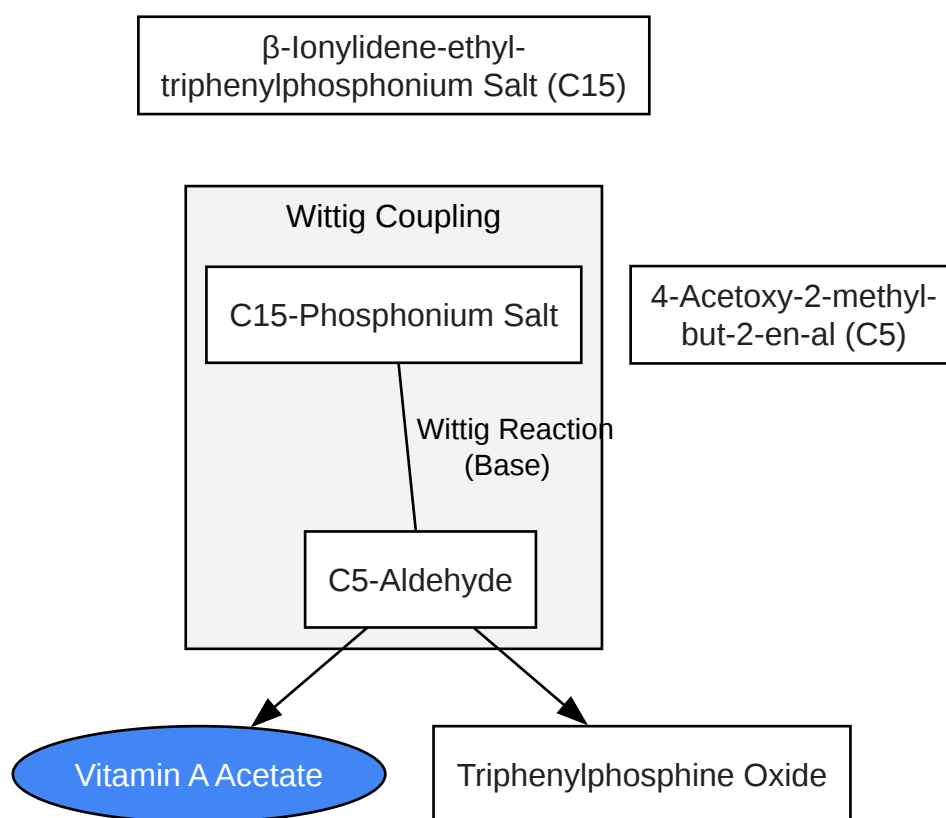 β-Ionylidene-ethyl-
triphenylphosphonium Salt (C15)
Wittig Coupling
C15-Phosphonium Salt
4-Acetoxy-2-methyl-
but-2-en-al (C5)
Wittig Reaction
(Base)
C5-Aldehyde
Vitamin A Acetate
Triphenylphosphine Oxide